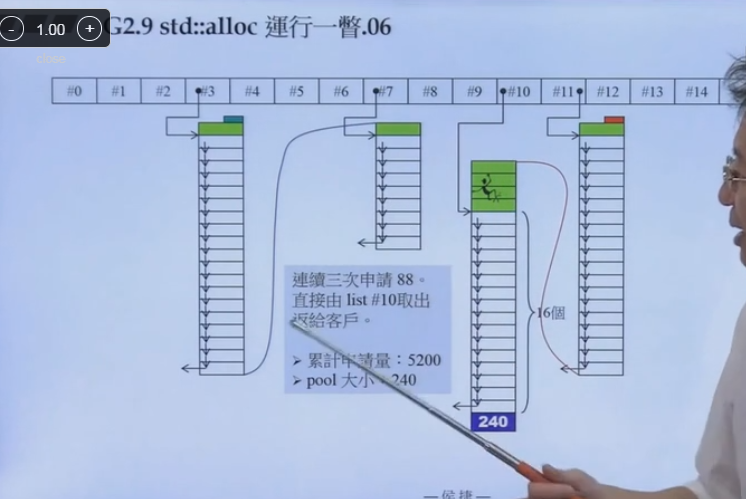 - 1.00 +
close
G2.9 std::alloc 運行一瞥.06
#0 #1 #2 #3 #4 #5 #6 #7 #8 #9 #10 #11 #12 #13 #14
連續三次申請 88。
直接由 list #10取出
返給客戶。
➢ 累計申請量:5200
➢ pool 大小:240
16個
240
—侯捷—